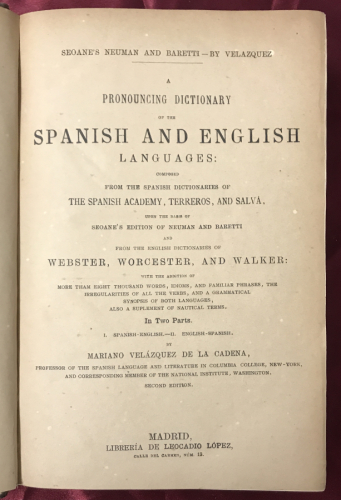 SEOANE'S NEUMAN AND BARETTI—BY VELAZQUEZ.
A
PRONOUNCING DICTIONARY
OF THE
SPANISH AND ENGLISH
LANGUAGES:
COMPOSED
FROM THE SPANISH DICTIONARIES OF
THE SPANISH ACADEMY, TERREROS, AND SALVÁ,
UPON THE BASIS OF
SEOANE'S EDITION OF NEUMAN AND BARETTI
AND
FROM THE ENGLISH DICTIONARIES OF
WEBSTER, WORCESTER, AND WALKER:
WITH THE ADDITION OF
MORE THAN EIGHT THOUSAND WORDS, IDIOMS, AND FAMILIAR PHRASES, THE
IRREGULARITIES OF ALL THE VERBS, AND A GRAMMATICAL
SYNOPSIS OF BOTH LANGUAGES,
ALSO A SUPLEMENT OF NAUTICAL TERMS.
In Two Parts.
I. SPANISH-ENGLISH.—II. ENGLISH-SPANISH.
BY
MARIANO VELÁZQUEZ DE LA CADENA,
PROFESSOR OF THE SPANISH LANGUAGE AND LITERATURE IN COLUMBIA COLLEGE, NEW-YORK,
AND CORRESPONDING MEMBER OF THE NATIONAL INSTITUTE, WASHINGTON.
SECOND EDITION.
MADRID,
LIBRERÍA DE LEOCADIO LÓPEZ,
CALLE DEL CARMEN, NÚM. 13.